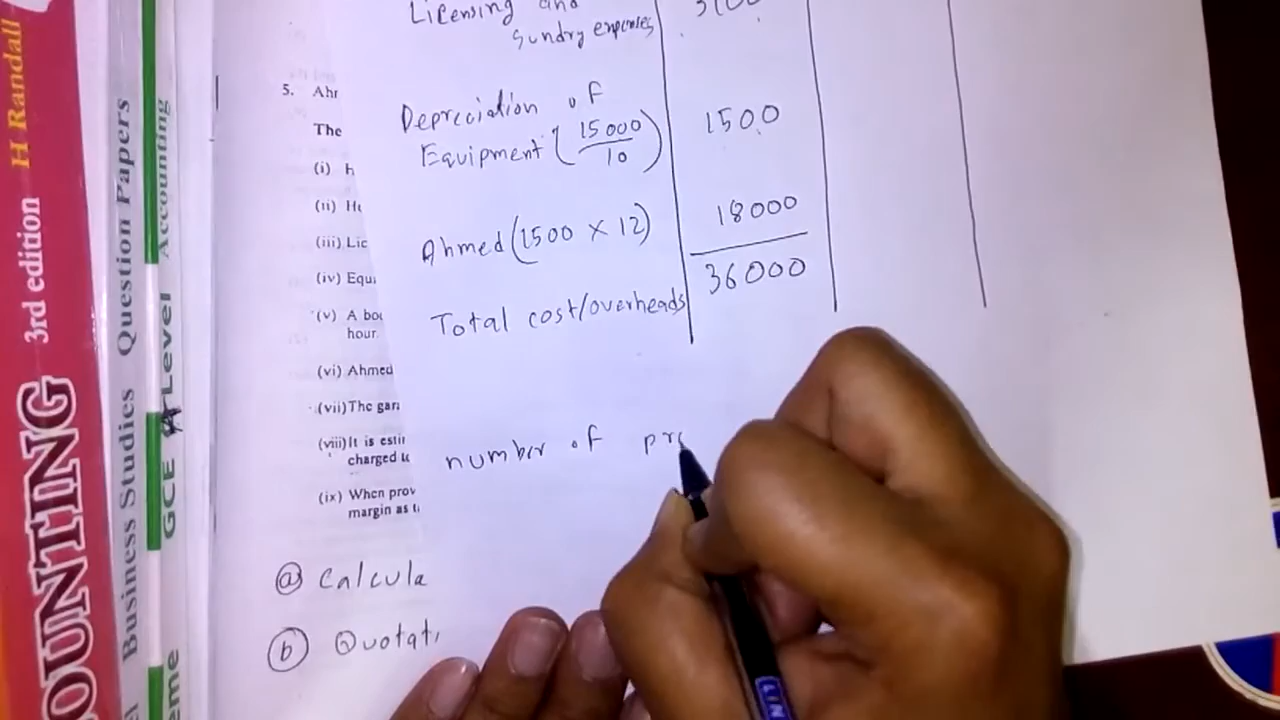 H Randall
3rd edition
OUNTING
Question Papers
Business Studies
Accounting
GCE A Level
eme
Licensing and
Sundry expenses
5. Ahr
The
Depreciation of
Equipment (15000/10) 1500
(i) h
(ii) He
(iii) Lic
Ahmed (1500 × 12) 18000
(iv) Equi
36000
Total cost/overheads
(v) A bo
hour.
(vi) Ahmed
(vii) The gar
(viii) It is esti
charged
number of pr
(ix) When prov
margin as t
(a) Calcula
(b) Quotat